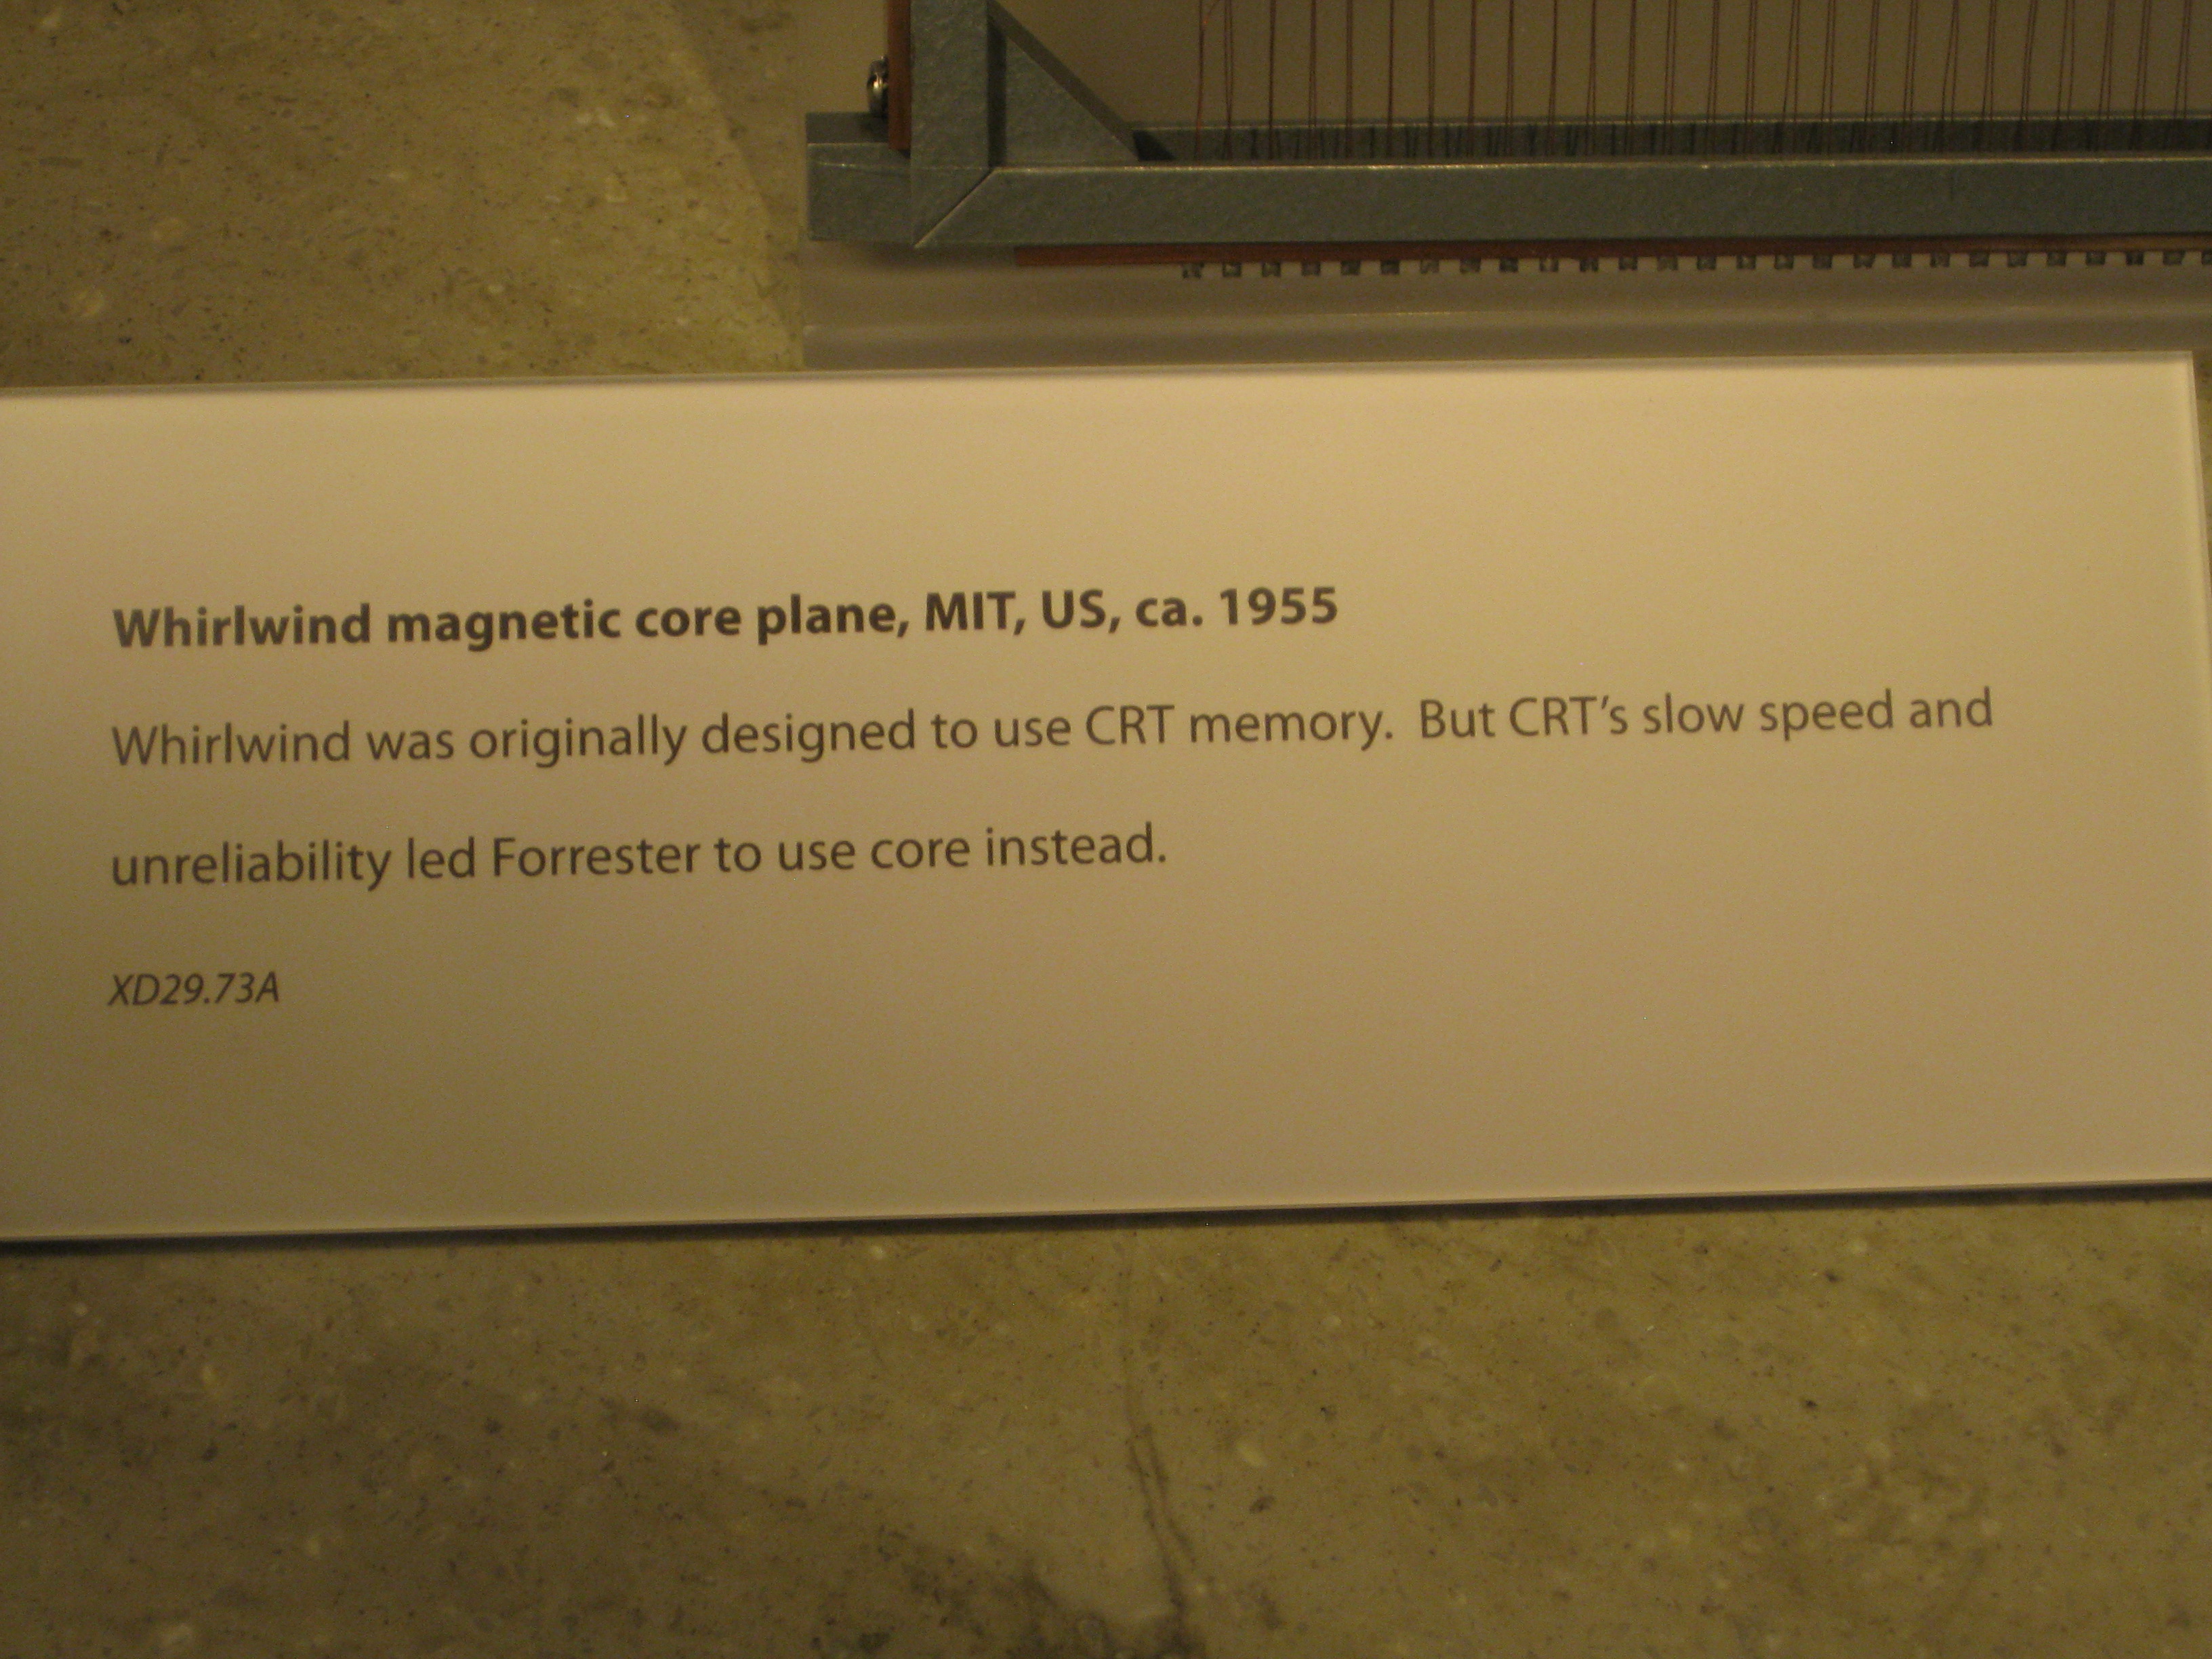 Whirlwind magnetic core plane, MIT, US, ca. 1955
Whirlwind was originally designed to use CRT memory.  But CRT's slow speed and
unreliability led Forrester to use core instead.
XD29.73A